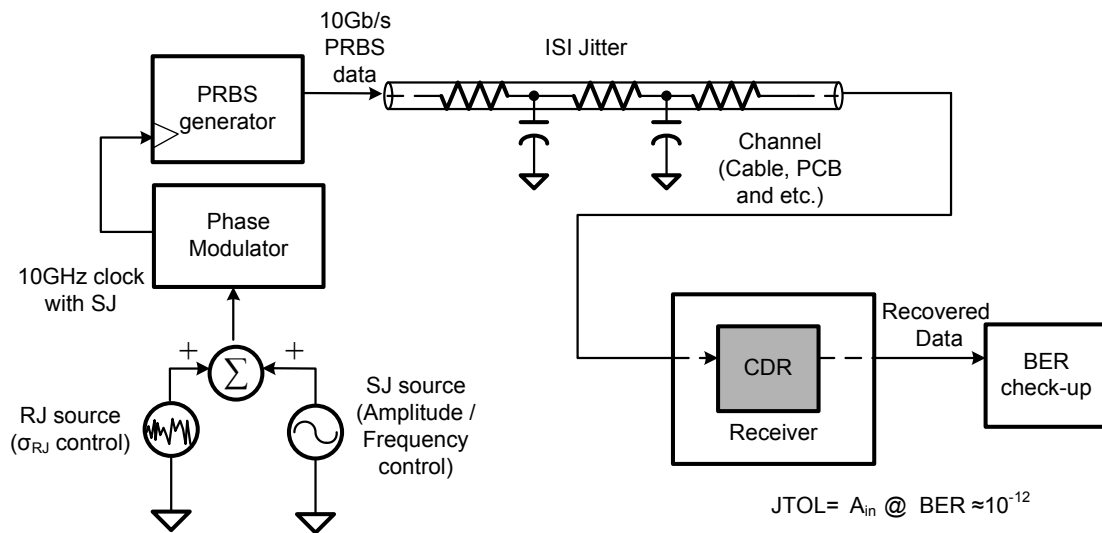 10Gb/s
PRBS
data
ISI Jitter
PRBS
generator
Channel
(Cable, PCB
and etc.)
Phase
Modulator
10GHz clock
with SJ
+
+
Σ
RJ source
(σRJ control)
SJ source
(Amplitude /
Frequency
control)
CDR
Receiver
Recovered
Data
BER
check-up
JTOL= Ain @ BER ≈10-12